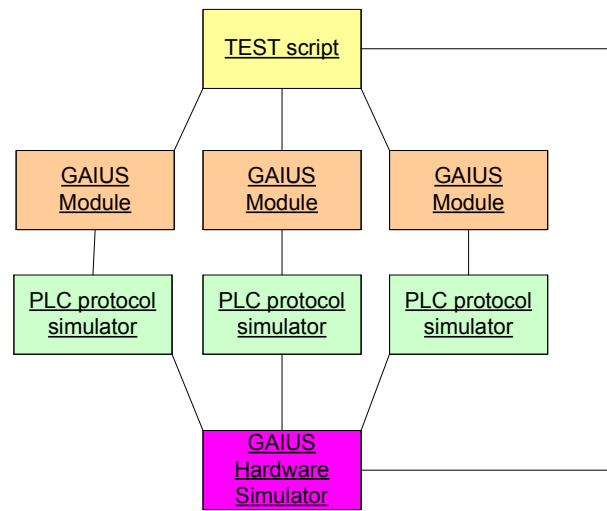 TEST script
GAIUS
Module
GAIUS
Module
GAIUS
Module
PLC protocol
simulator
PLC protocol
simulator
PLC protocol
simulator
GAIUS
Hardware
Simulator